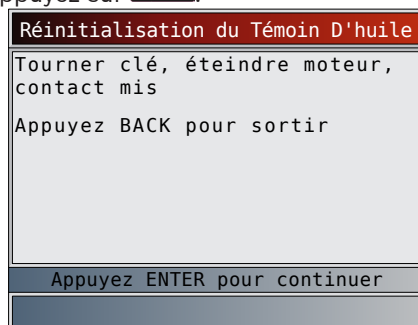 ppuyez sur
Réinitialisation du Témoin D'huile
Tourner clé, éteindre moteur,
contact mis
Appuyez BACK pour sortir
Appuyez ENTER pour continuer